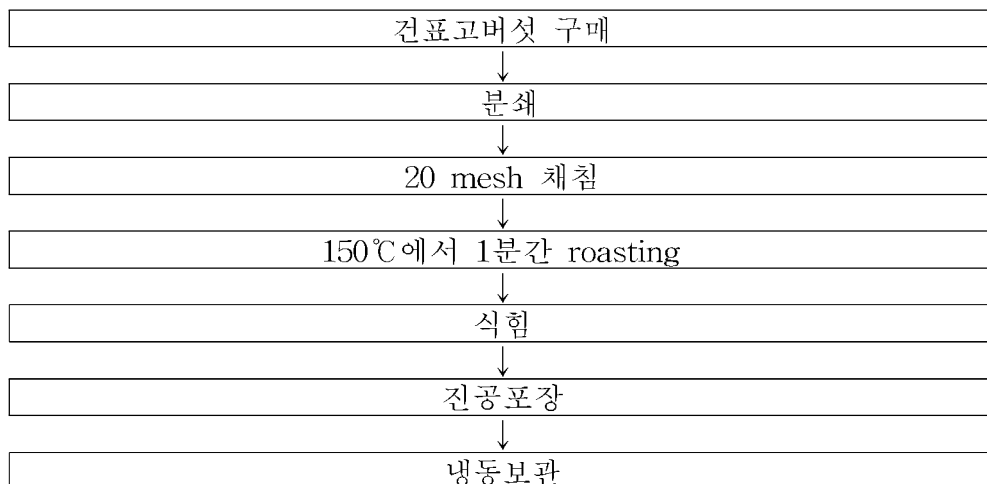 건표고버섯 구매
분쇄
20 mesh 채침
150℃에서 1분간 roasting
식힘
진공포장
냉동보관